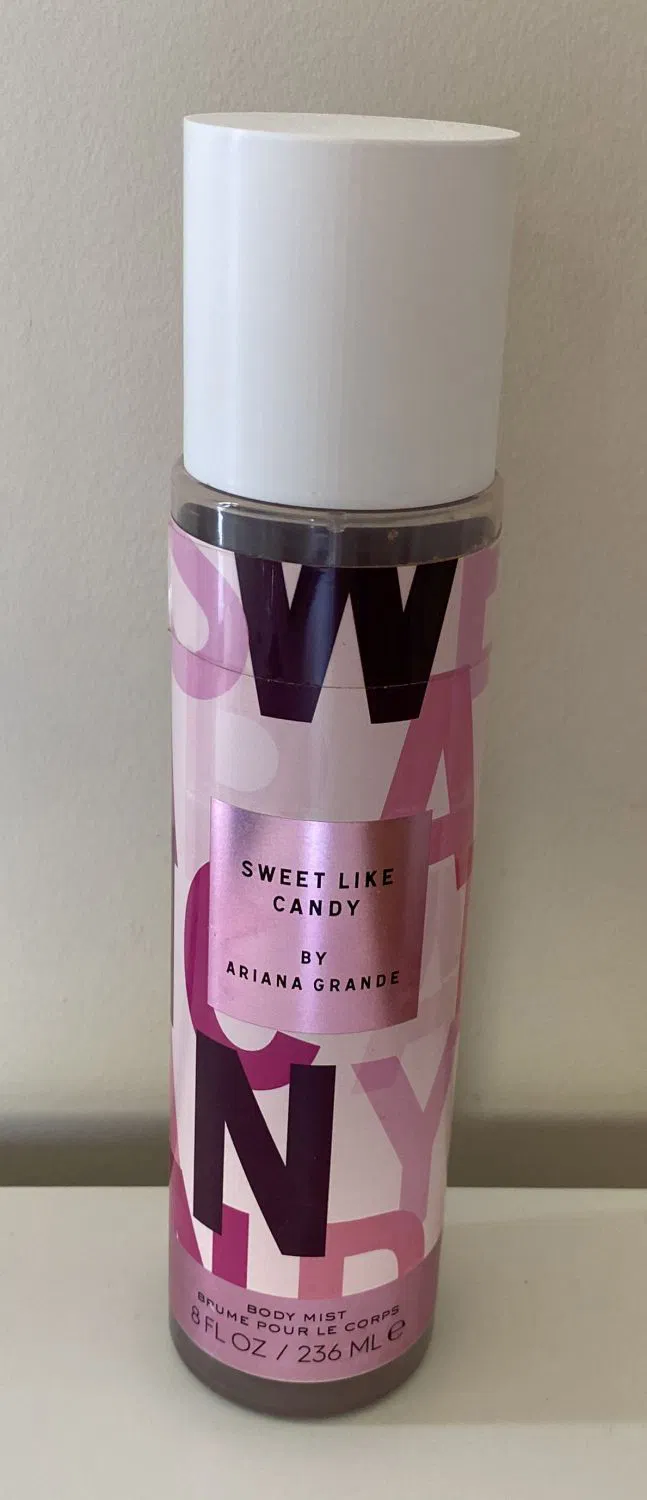 SWEET LIKE
CANDY
BY
ARIANA GRANDE
BODY MIST
BRUME POUR LE CORPS
8 FL OZ / 236 ML ℮